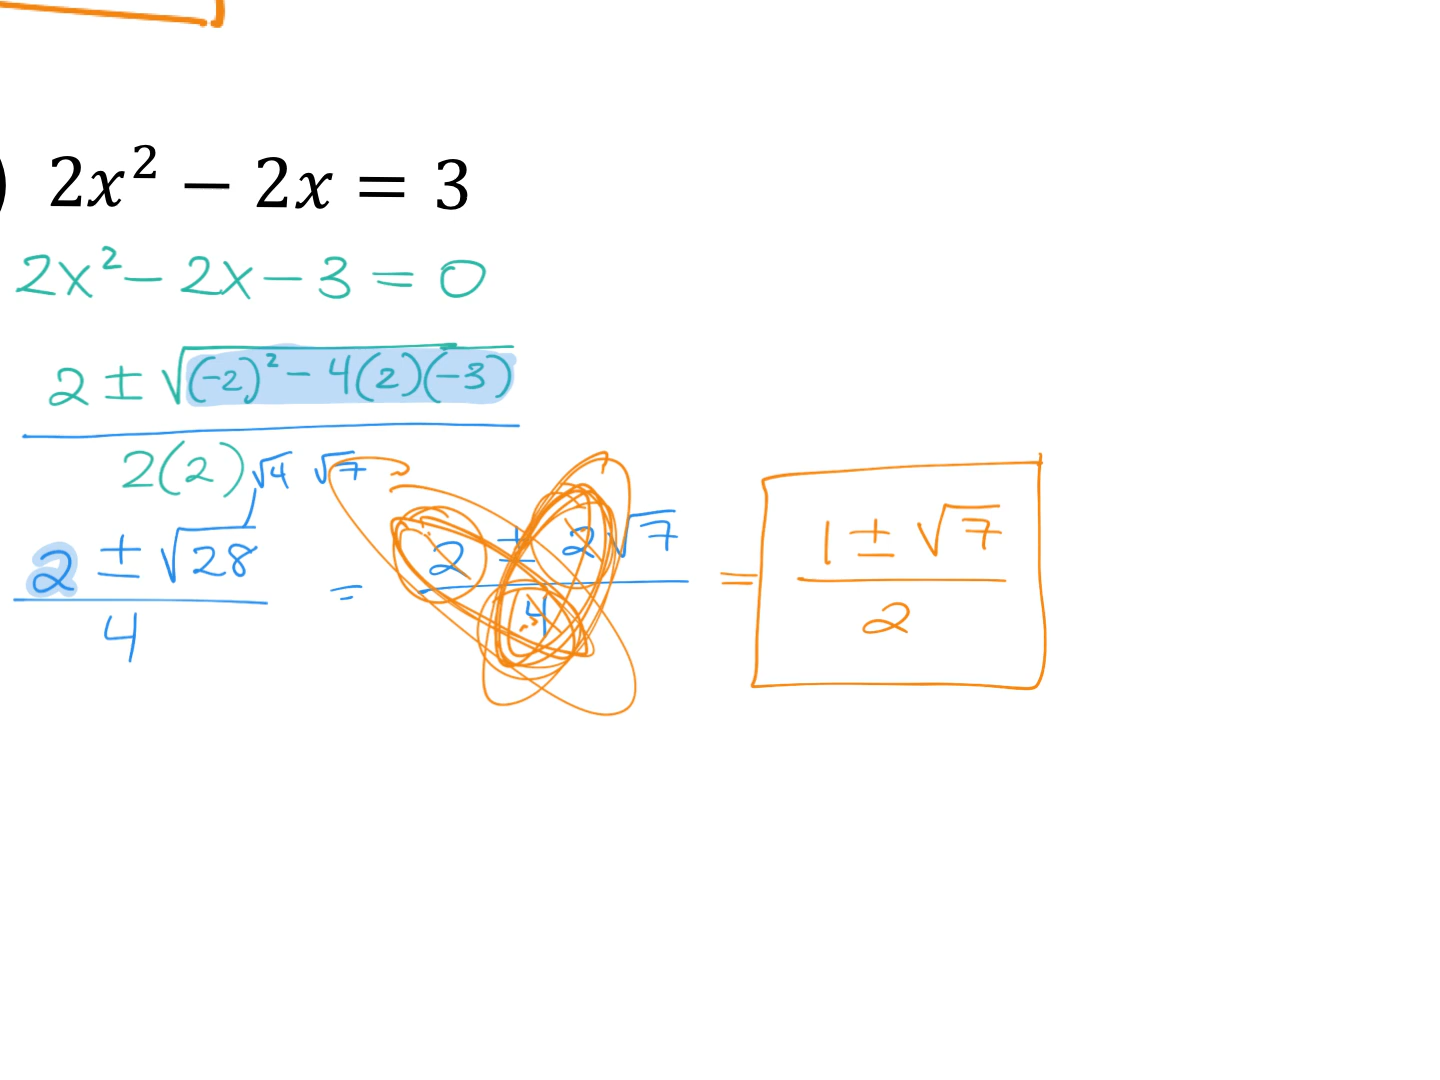 ) 2x² − 2x = 3
2x² − 2x − 3 = 0
2 ± √(-2)² − 4(2)(-3)
2(2)
√4 √7
2 ± √28 / 4 = 2 ± 2√7 / 4 = 1 ± √7 / 2